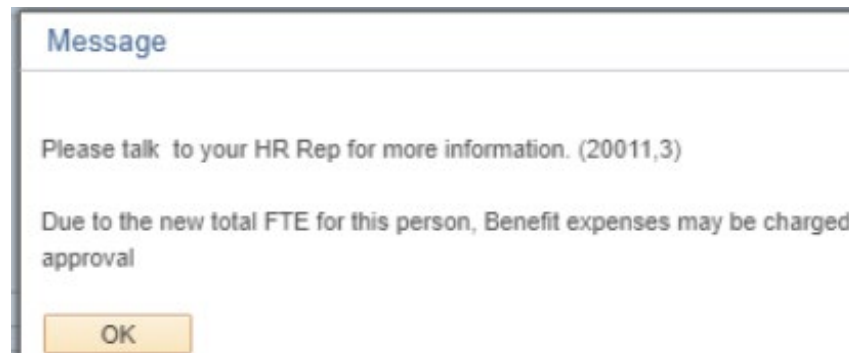 Message
Please talk  to your HR Rep for more information. (20011,3)
Due to the new total FTE for this person, Benefit expenses may be charged
approval
OK